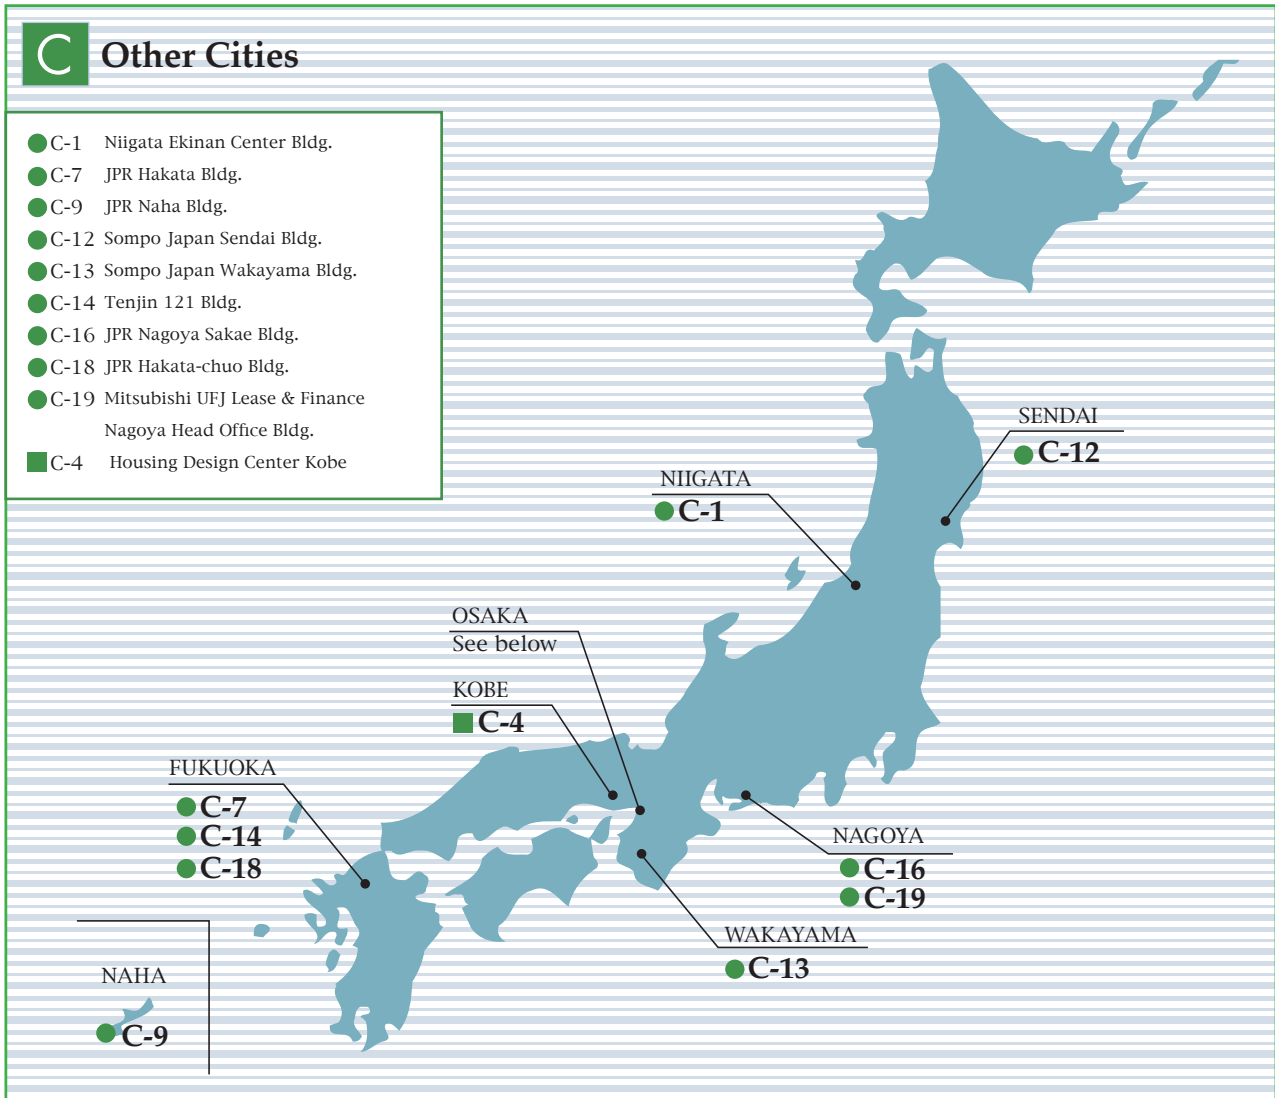 C Other Cities
C-1 Niigata Ekinan Center Bldg.
C-7 JPR Hakata Bldg.
C-9 JPR Naha Bldg.
C-12 Sompo Japan Sendai Bldg.
C-13 Sompo Japan Wakayama Bldg.
C-14 Tenjin 121 Bldg.
C-16 JPR Nagoya Sakae Bldg.
C-18 JPR Hakata-chuo Bldg.
C-19 Mitsubishi UFJ Lease & Finance
Nagoya Head Office Bldg.
C-4 Housing Design Center Kobe
SENDAI
C-12
NIIGATA
C-1
OSAKA
See below
KOBE
C-4
FUKUOKA
C-7
C-14
C-18
NAGOYA
C-16
C-19
WAKAYAMA
C-13
NAHA
C-9